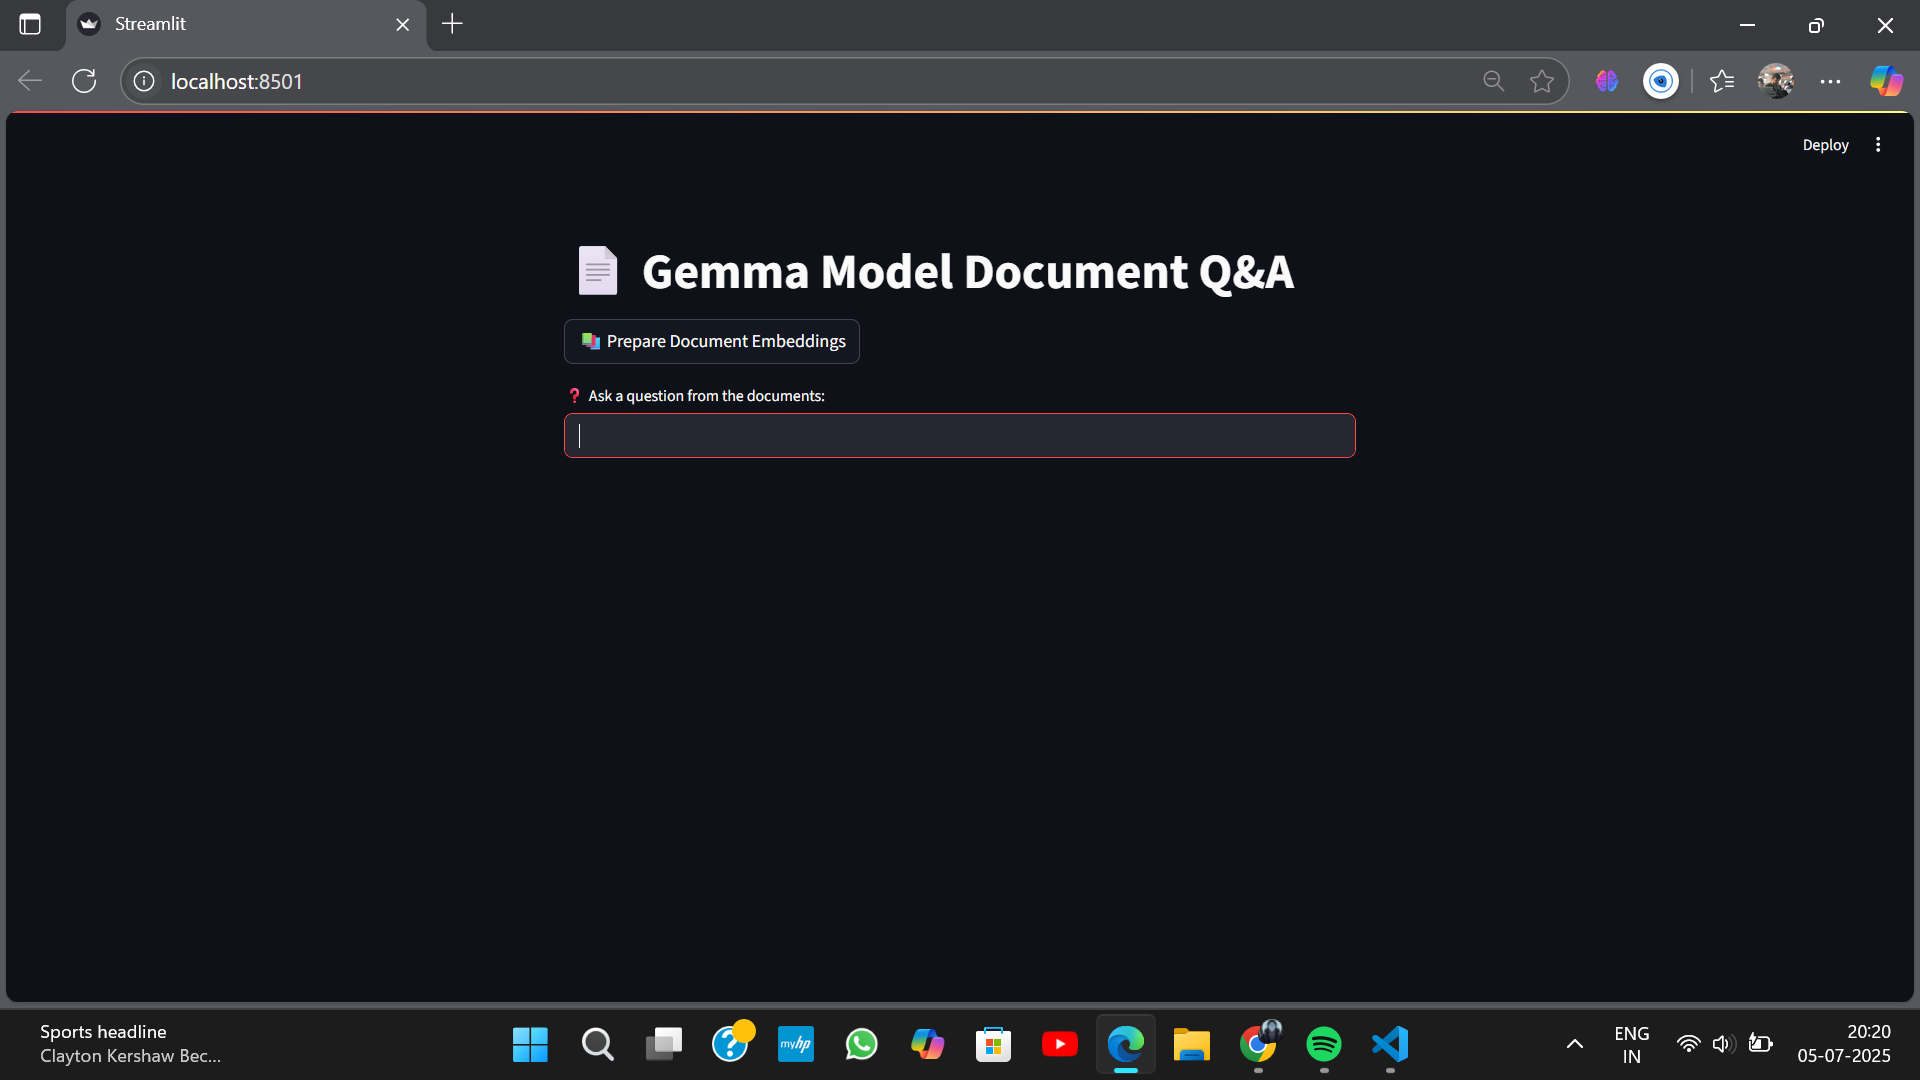 Streamlit
localhost:8501
Deploy
Gemma Model Document Q&A
Prepare Document Embeddings
❓ Ask a question from the documents:
Sports headline
Clayton Kershaw Bec...
myhp
ENG
IN
20:20
05-07-2025